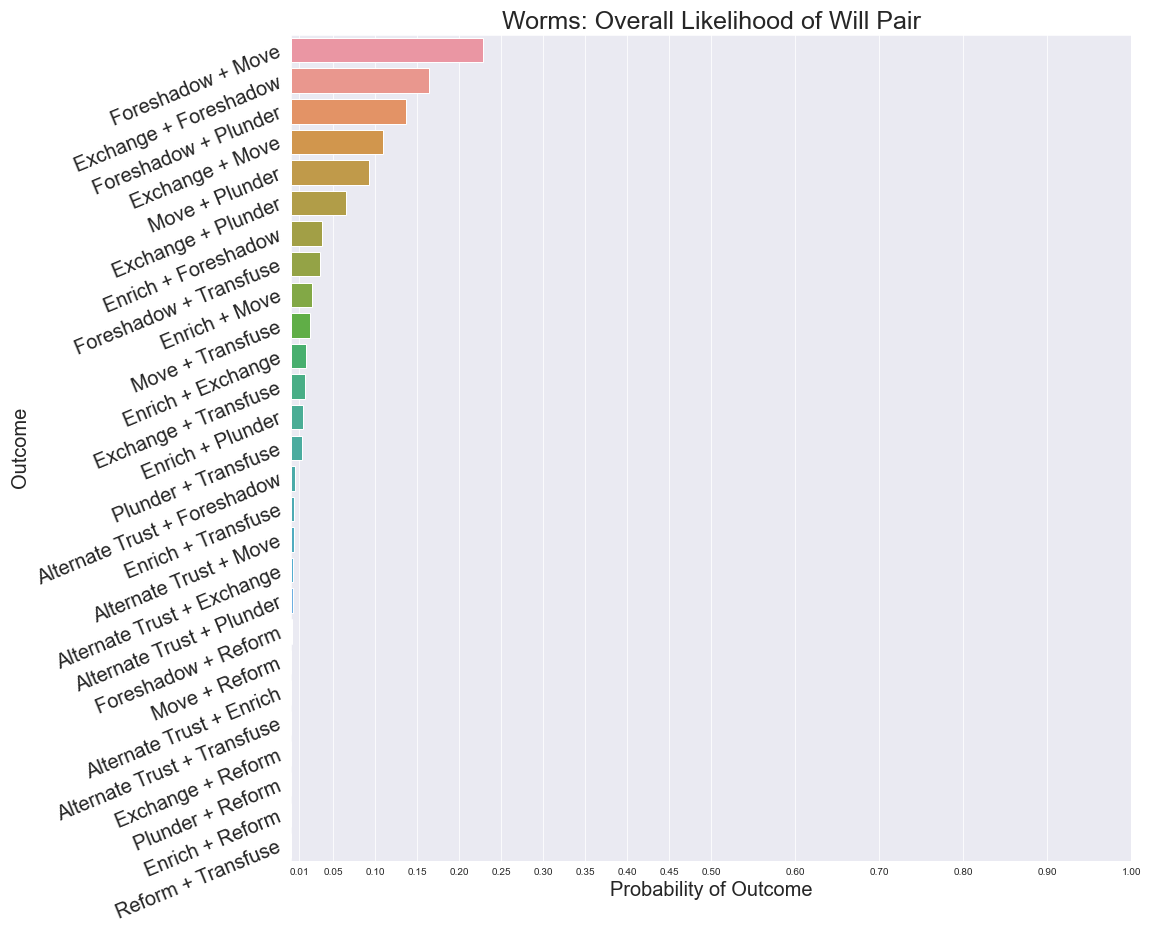 Worms: Overall Likelihood of Will Pair
Foreshadow + Move
Exchange + Foreshadow
Foreshadow + Plunder
Exchange + Move
Move + Plunder
Exchange + Plunder
Enrich + Foreshadow
Foreshadow + Transfuse
Enrich + Move
Move + Transfuse
Enrich + Exchange
Exchange + Transfuse
Enrich + Plunder
Plunder + Transfuse
Alternate Trust + Foreshadow
Enrich + Transfuse
Alternate Trust + Move
Alternate Trust + Exchange
Alternate Trust + Plunder
Foreshadow + Reform
Move + Reform
Alternate Trust + Enrich
Alternate Trust + Transfuse
Exchange + Reform
Plunder + Reform
Enrich + Reform
Reform + Transfuse
Outcome
0.01 0.05 0.10 0.15 0.20 0.25 0.30 0.35 0.40 0.45 0.50 0.60 0.70 0.80 0.90 1.00
Probability of Outcome